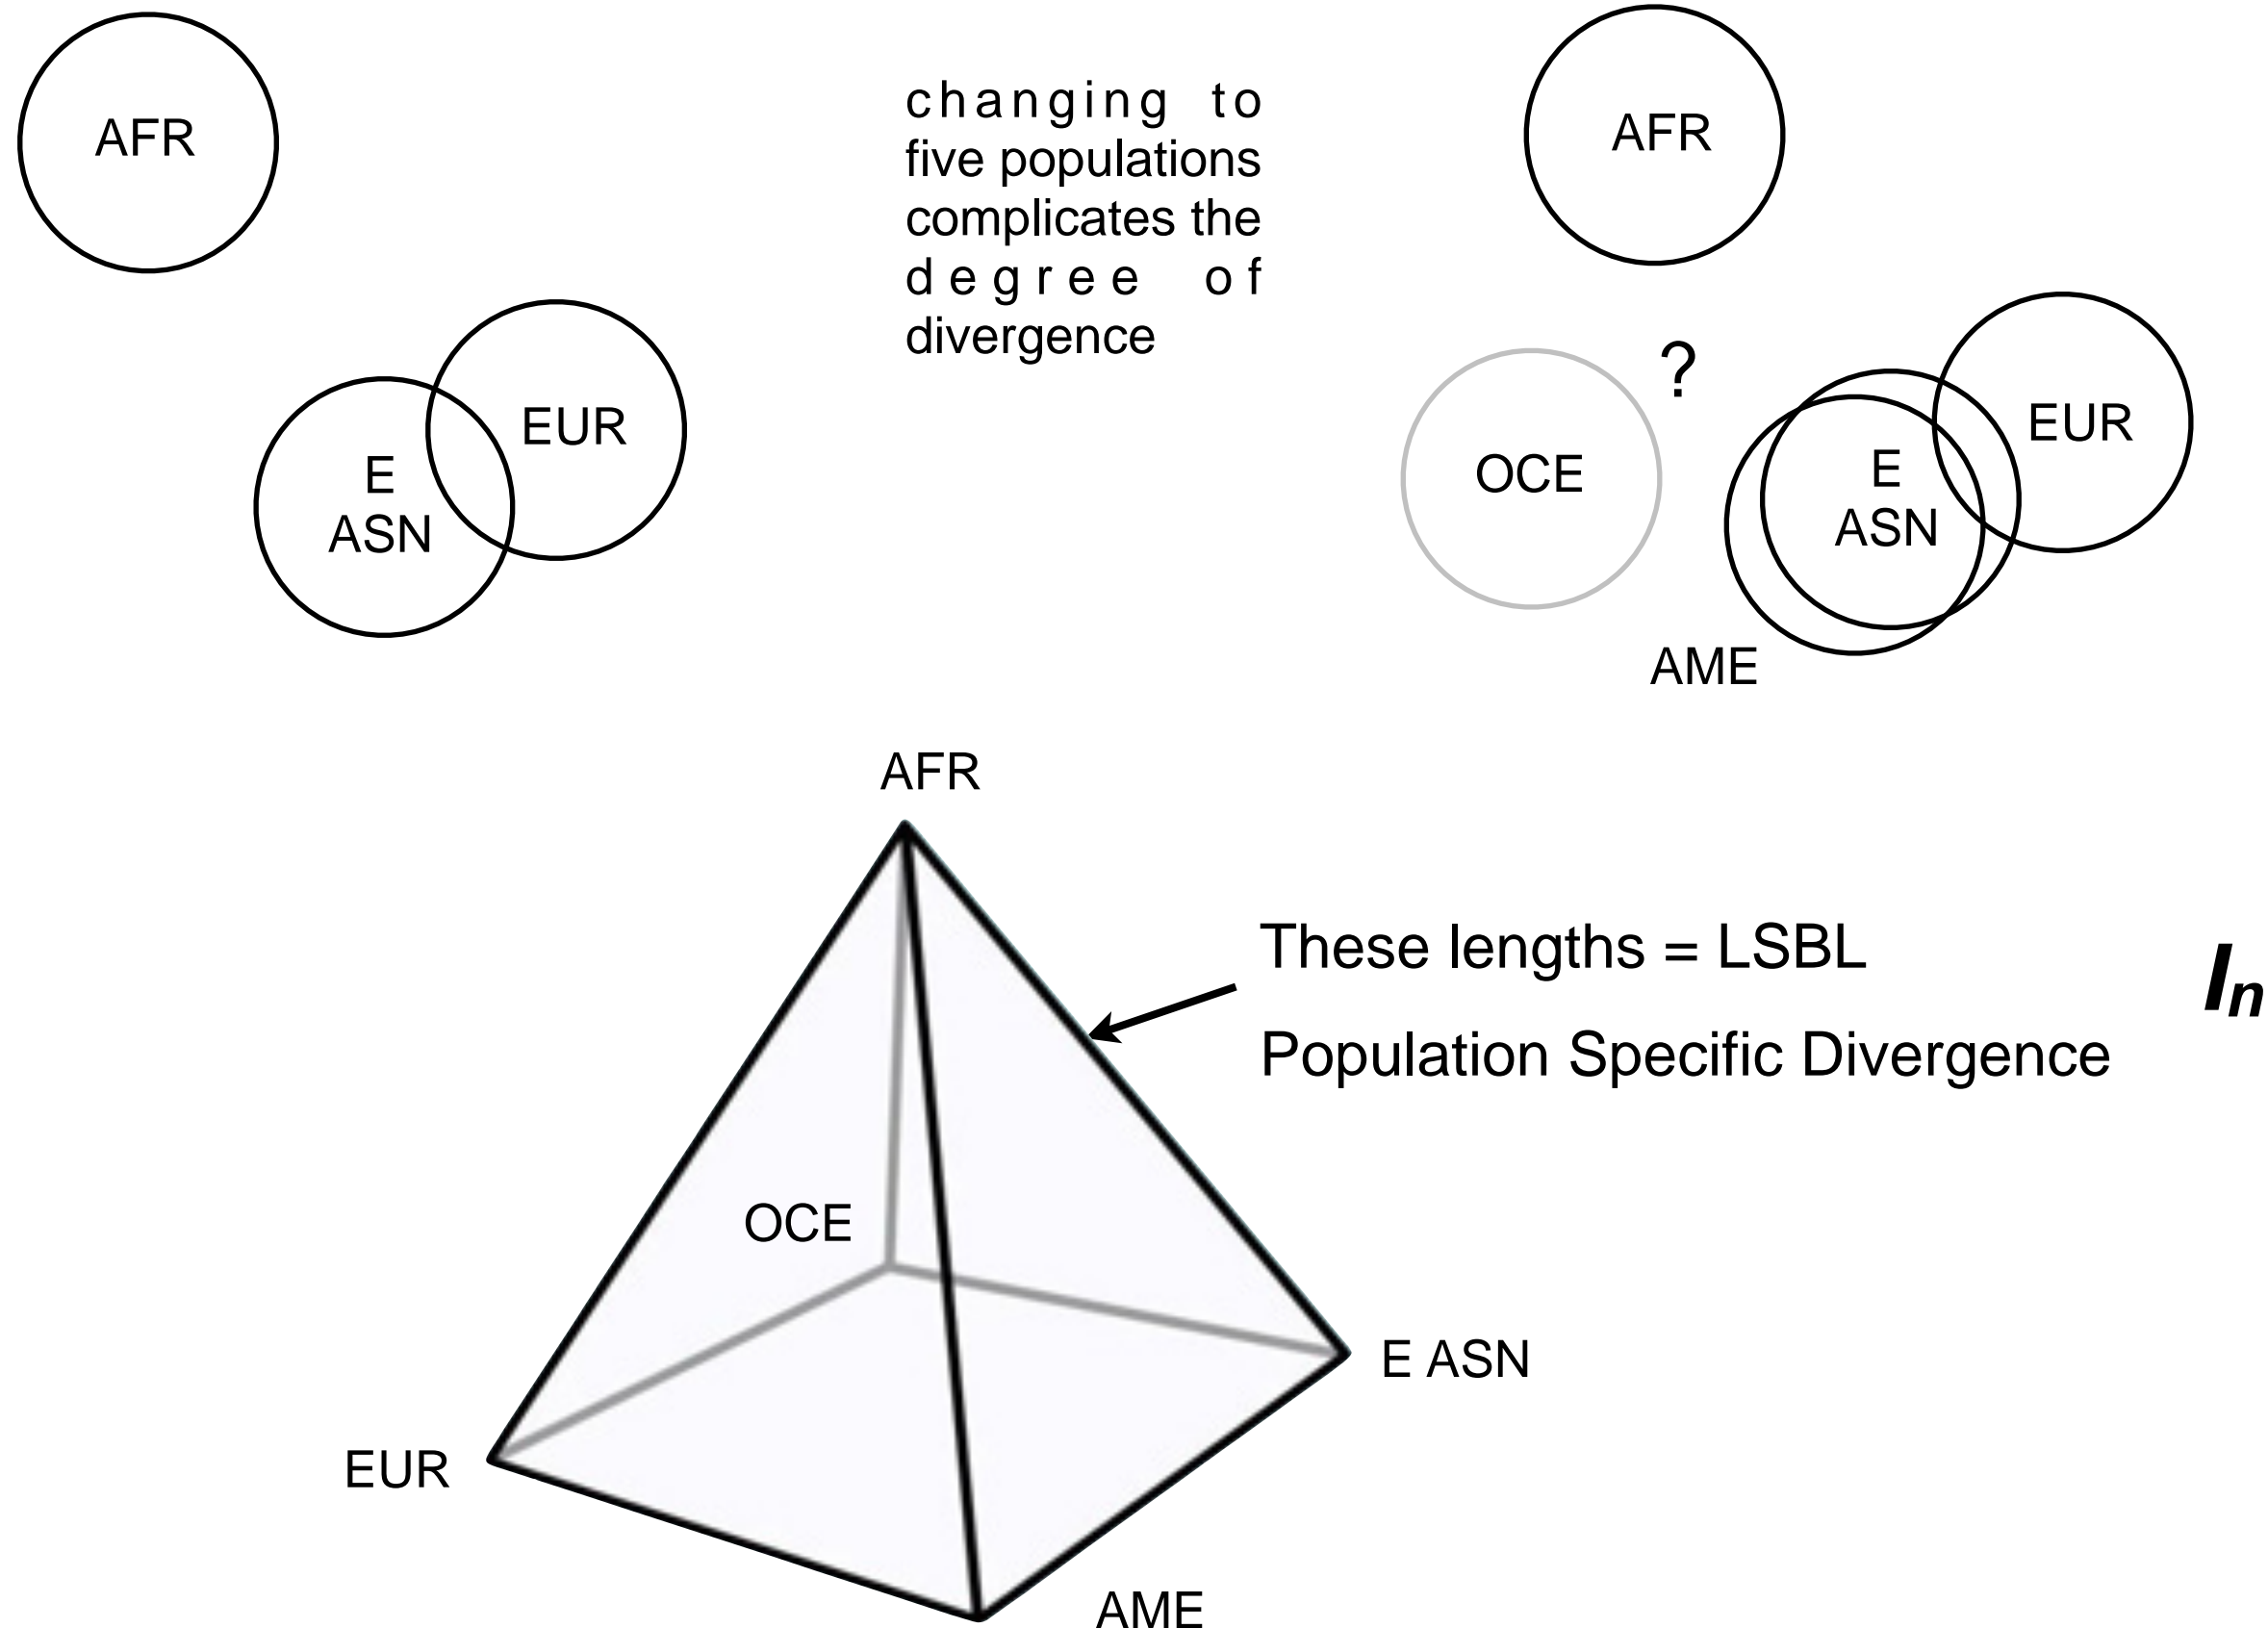 AFR
EUR
E
ASN
changing to
five populations
complicates the
degree of
divergence
AFR
?
OCE
EUR
E
ASN
AME
AFR
These lengths = LSBL
Population Specific Divergence
In
OCE
E ASN
EUR
AME